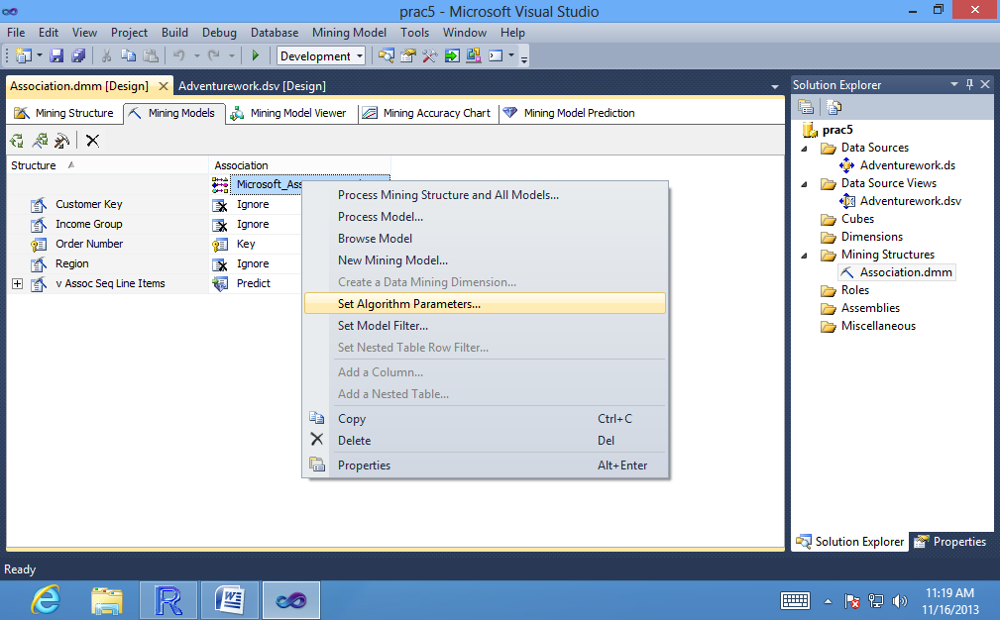 prac5 - Microsoft Visual Studio
File Edit View Project Build Debug Database Mining Model Tools Window Help
Development
Association.dmm [Design] Adventurework.dsv [Design]
Mining Structure Mining Models Mining Model Viewer Mining Accuracy Chart Mining Model Prediction
Structure Association
Microsoft_Ass
Customer Key Ignore
Income Group Ignore
Order Number Key
Region Ignore
v Assoc Seq Line Items Predict
Process Mining Structure and All Models...
Process Model...
Browse Model
New Mining Model...
Create a Data Mining Dimension...
Set Algorithm Parameters...
Set Model Filter...
Set Nested Table Row Filter...
Add a Column...
Add a Nested Table...
Copy Ctrl+C
Delete Del
Properties Alt+Enter
Solution Explorer
prac5
Data Sources
Adventurework.ds
Data Source Views
Adventurework.dsv
Cubes
Dimensions
Mining Structures
Association.dmm
Roles
Assemblies
Miscellaneous
Solution Explorer Properties
Ready
11:19 AM
11/16/2013